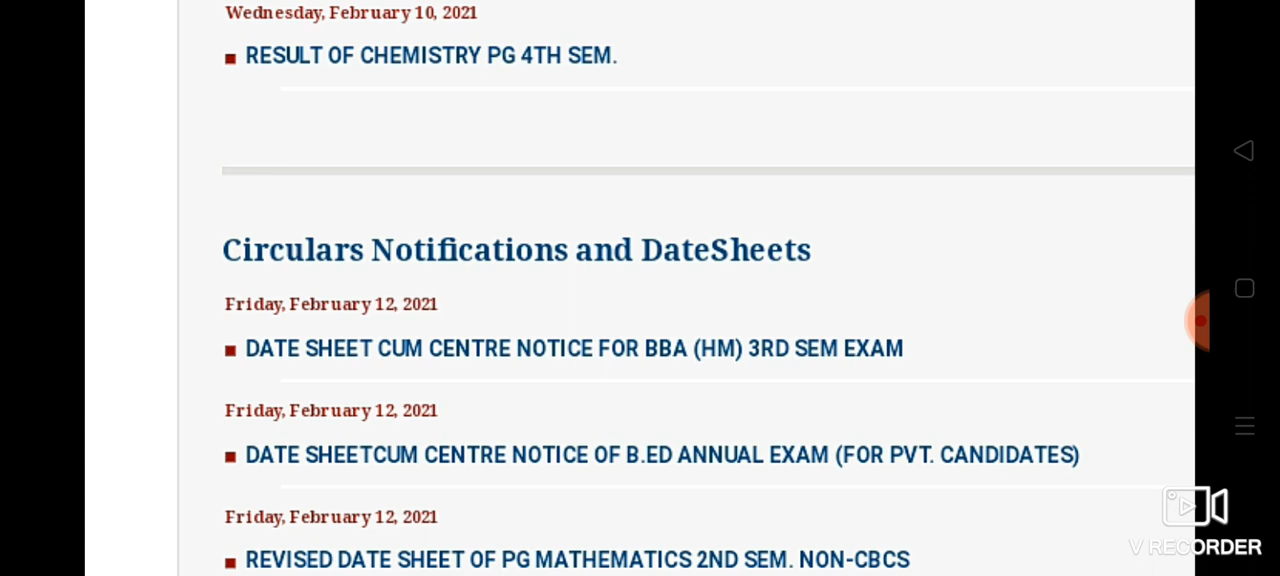 Wednesday, February 10, 2021
RESULT OF CHEMISTRY PG 4TH SEM.
Circulars Notifications and DateSheets
Friday, February 12, 2021
DATE SHEET CUM CENTRE NOTICE FOR BBA (HM) 3RD SEM EXAM
Friday, February 12, 2021
DATE SHEETCUM CENTRE NOTICE OF B.ED ANNUAL EXAM (FOR PVT. CANDIDATES)
Friday, February 12, 2021
REVISED DATE SHEET OF PG MATHEMATICS 2ND SEM. NON-CBCS
V RECORDER